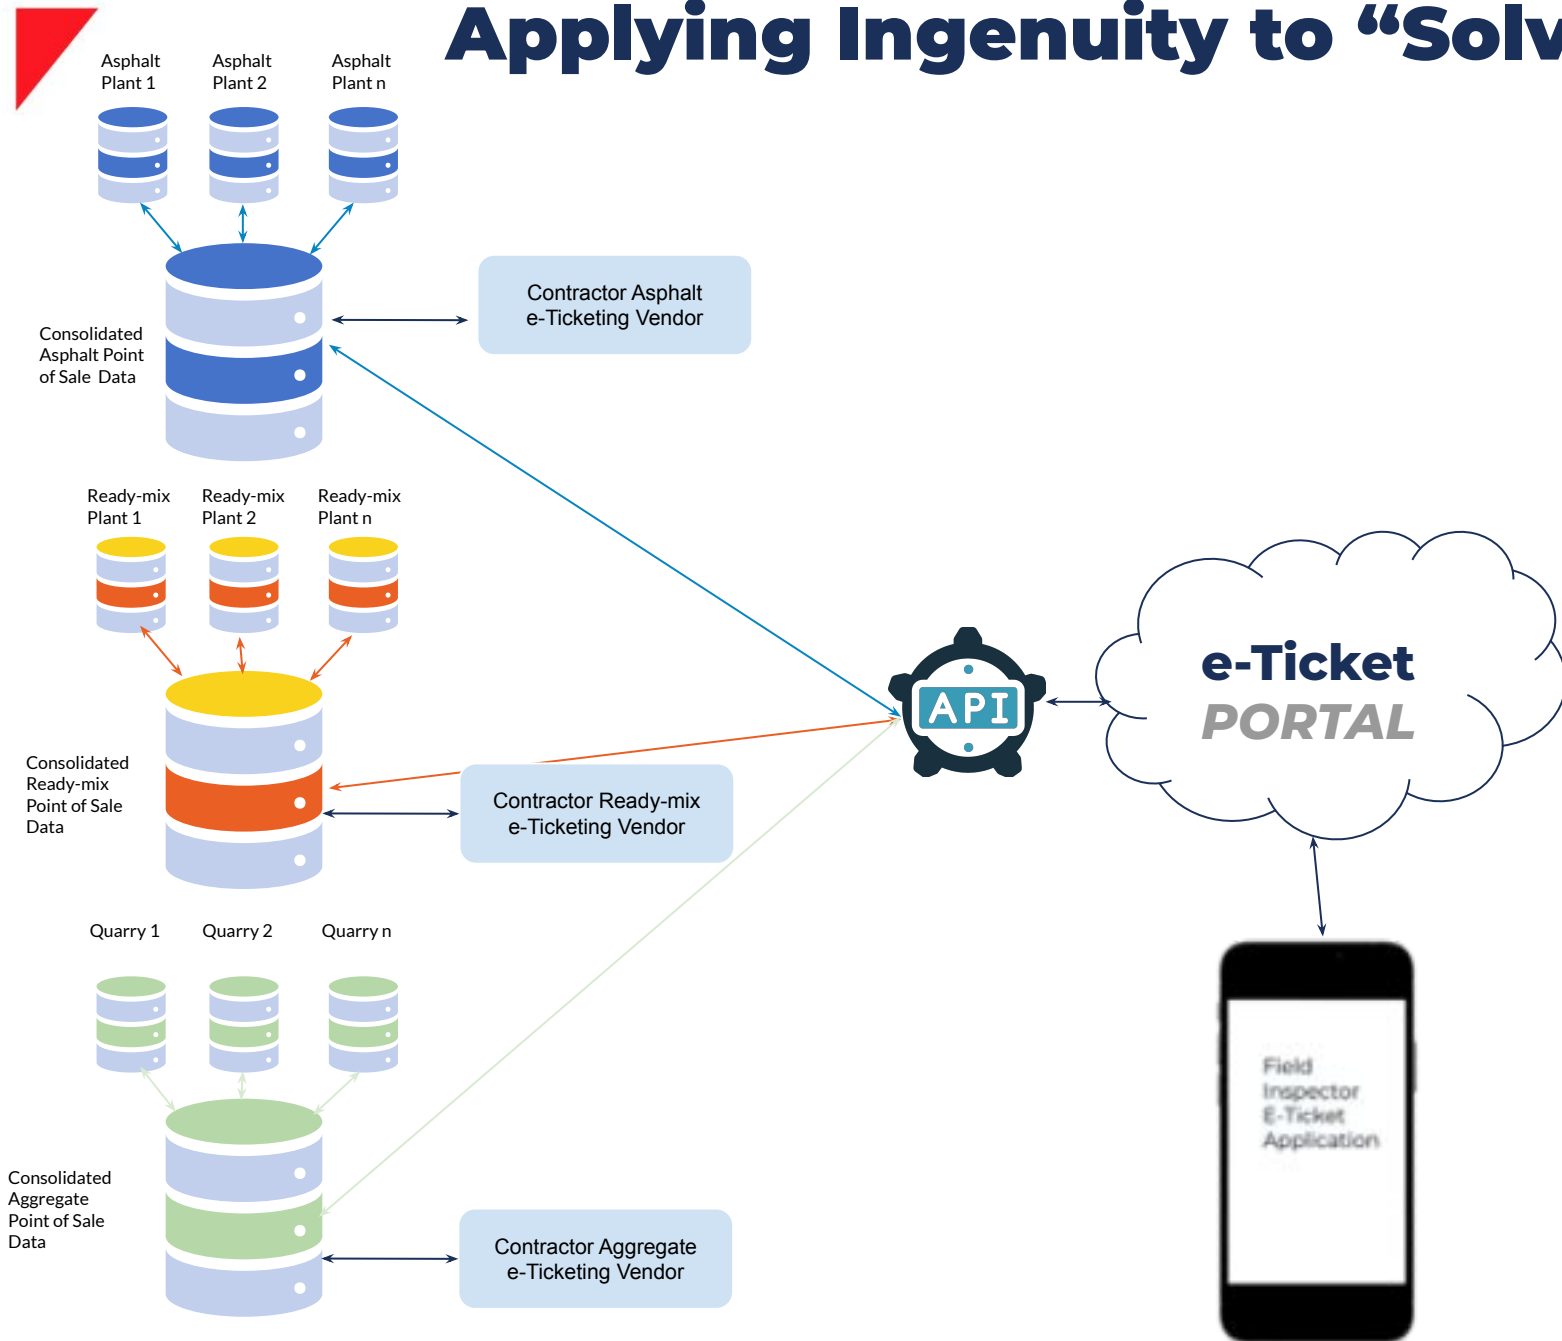 Applying Ingenuity to “Solv
Asphalt
Plant 1
Asphalt
Plant 2
Asphalt
Plant n
Contractor Asphalt
e-Ticketing Vendor
Consolidated
Asphalt Point
of Sale Data
Ready-mix
Plant 1
Ready-mix
Plant 2
Ready-mix
Plant n
e-Ticket
PORTAL
API
Consolidated
Ready-mix
Point of Sale
Data
Contractor Ready-mix
e-Ticketing Vendor
Quarry 1
Quarry 2
Quarry n
Field
Inspector
E-Ticket
Application
Consolidated
Aggregate
Point of Sale
Data
Contractor Aggregate
e-Ticketing Vendor